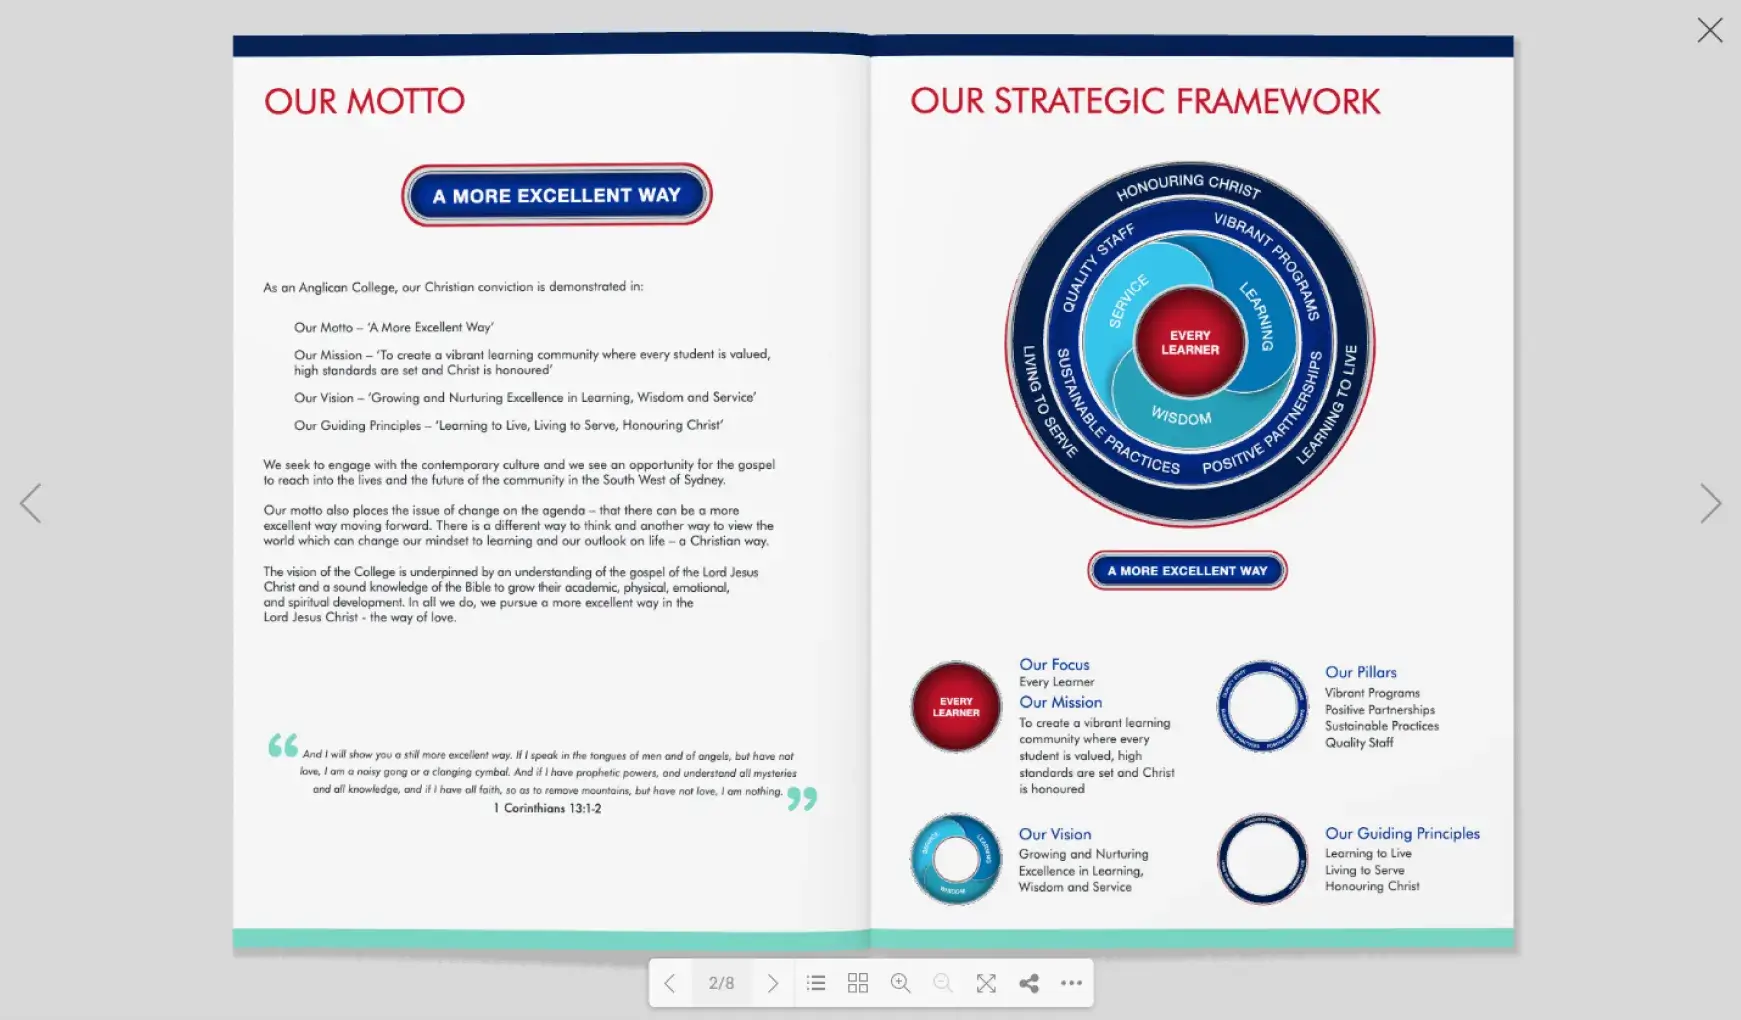 OUR MOTTO
A MORE EXCELLENT WAY
As an Anglican College, our Christian conviction is demonstrated in:
Our Motto – ‘A More Excellent Way’
Our Mission – ‘To create a vibrant learning community where every student is valued,
high standards are set and Christ is honoured’
Our Vision – ‘Growing and Nurturing Excellence in Learning, Wisdom and Service’
Our Guiding Principles – ‘Learning to Live, Living to Serve, Honouring Christ’
We seek to engage with the contemporary culture and we see an opportunity for the gospel
to reach into the lives and the future of the community in the South West of Sydney.
Our motto also places the issue of change on the agenda – that there can be a more
excellent way moving forward. There is a different way to think and another way to view the
world which can change our mindset to learning and our outlook on life – a Christian way.
The vision of the College is underpinned by an understanding of the gospel of the Lord Jesus
Christ and a sound knowledge of the Bible to grow their academic, physical, emotional,
and spiritual development. In all we do, we pursue a more excellent way in the
Lord Jesus Christ - the way of love.
“And I will show you a still more excellent way. If I speak in the tongues of men and of angels, but have not
love, I am a noisy gong or a clanging cymbal. And if I have prophetic powers, and understand all mysteries
and all knowledge, and if I have all faith, so as to remove mountains, but have not love, I am nothing.”
1 Corinthians 13:1-2
OUR STRATEGIC FRAMEWORK
HONOURING CHRIST
QUALITY STAFF
VIBRANT PROGRAMS
SERVICE
LEARNING
EVERY
LEARNER
WISDOM
LIVING TO SERVE
SUSTAINABLE PRACTICES
POSITIVE PARTNERSHIPS
LEARNING TO LIVE
A MORE EXCELLENT WAY
EVERY
LEARNER
Our Focus
Every Learner
Our Mission
To create a vibrant learning
community where every
student is valued, high
standards are set and Christ
is honoured
QUALITY STAFF
VIBRANT PROGRAMS
SUSTAINABLE PRACTICES
POSITIVE PARTNERSHIPS
Our Pillars
Vibrant Programs
Positive Partnerships
Sustainable Practices
Quality Staff
SERVICE
LEARNING
WISDOM
Our Vision
Growing and Nurturing
Excellence in Learning,
Wisdom and Service
Our Guiding Principles
Learning to Live
Living to Serve
Honouring Christ
2/8